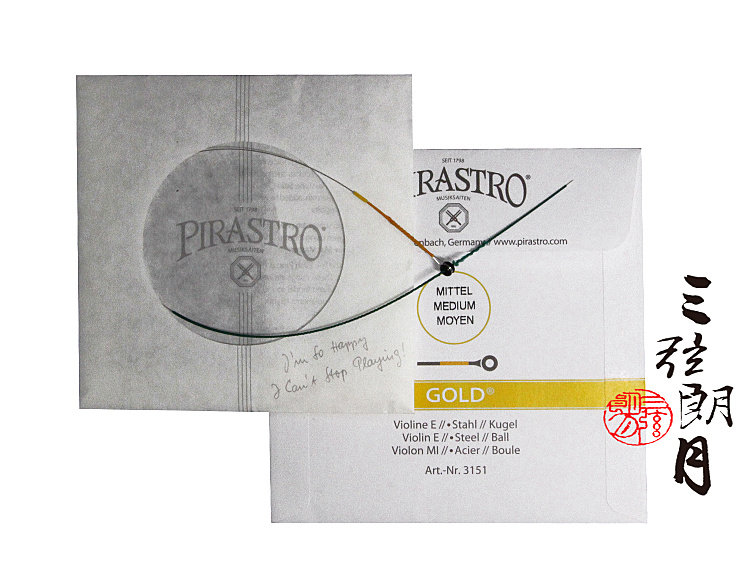 SEIT 1798
PIRASTRO®
MUSIKSAITEN
I'm So Happy
I Can't Stop Playing!
SEIT 1798
PIRASTRO®
MUSIKSAITEN
enbach, Germany www.pirastro.com
MITTEL
MEDIUM
MOYEN
GOLD®
Violine E // • Stahl // Kugel
Violin E // • Steel // Ball
Violon MI // • Acier // Boule
Art.-Nr. 3151
三弦朗月